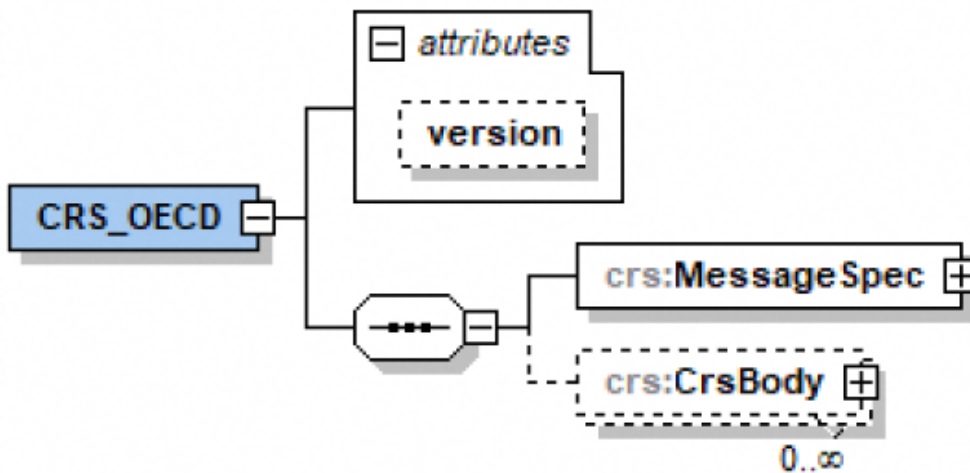 attributes
version
CRS_OECD
crs:MessageSpec
crs:CrsBody
0..∞